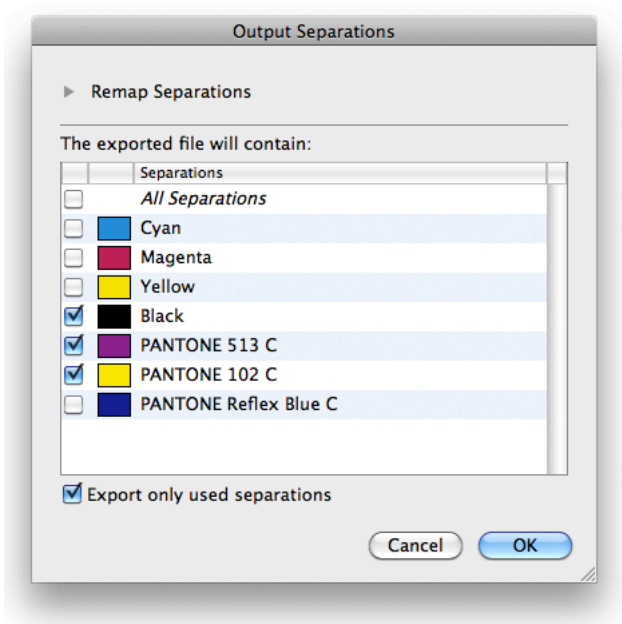 Output Separations
Remap Separations
The exported file will contain:
Separations
All Separations
Cyan
Magenta
Yellow
Black
PANTONE 513 C
PANTONE 102 C
PANTONE Reflex Blue C
Export only used separations
Cancel OK